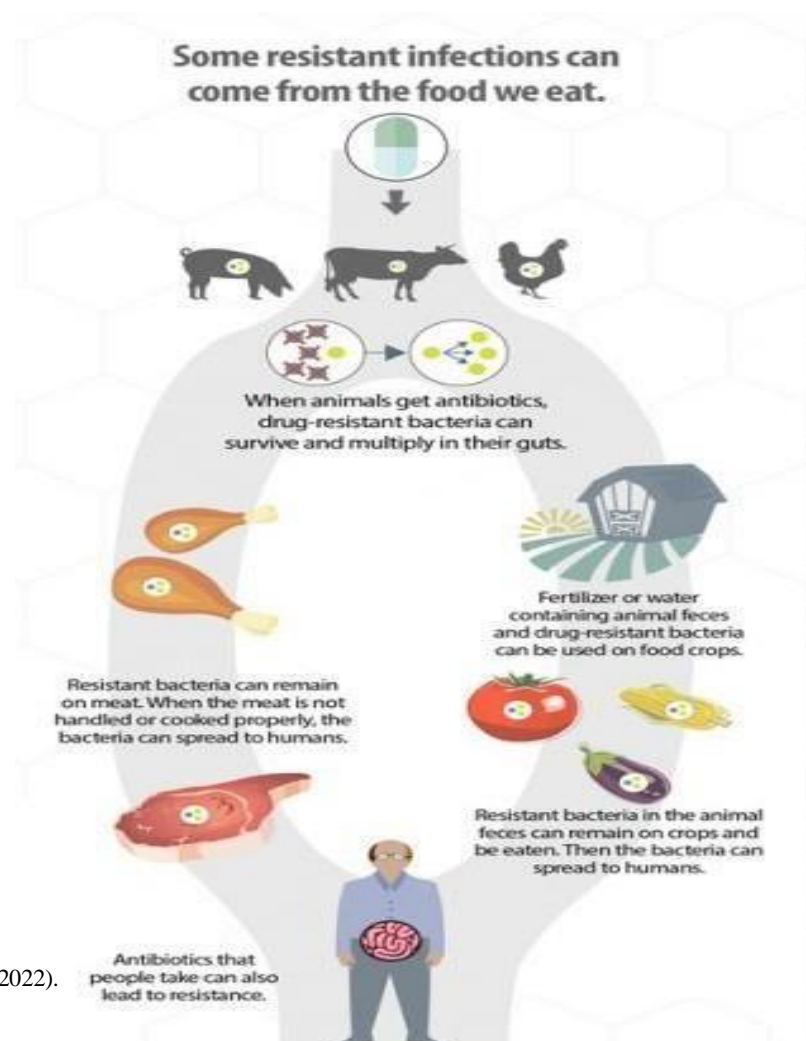 Some resistant infections can
come from the food we eat.
When animals get antibiotics,
drug-resistant bacteria can
survive and multiply in their guts.
Fertilizer or water
containing animal feces
and drug-resistant bacteria
can be used on food crops.
Resistant bacteria can remain
on meat. When the meat is not
handled or cooked properly, the
bacteria can spread to humans.
Resistant bacteria in the animal
feces can remain on crops and
be eaten. Then the bacteria can
spread to humans.
Antibiotics that
people take can also
lead to resistance.
2022).